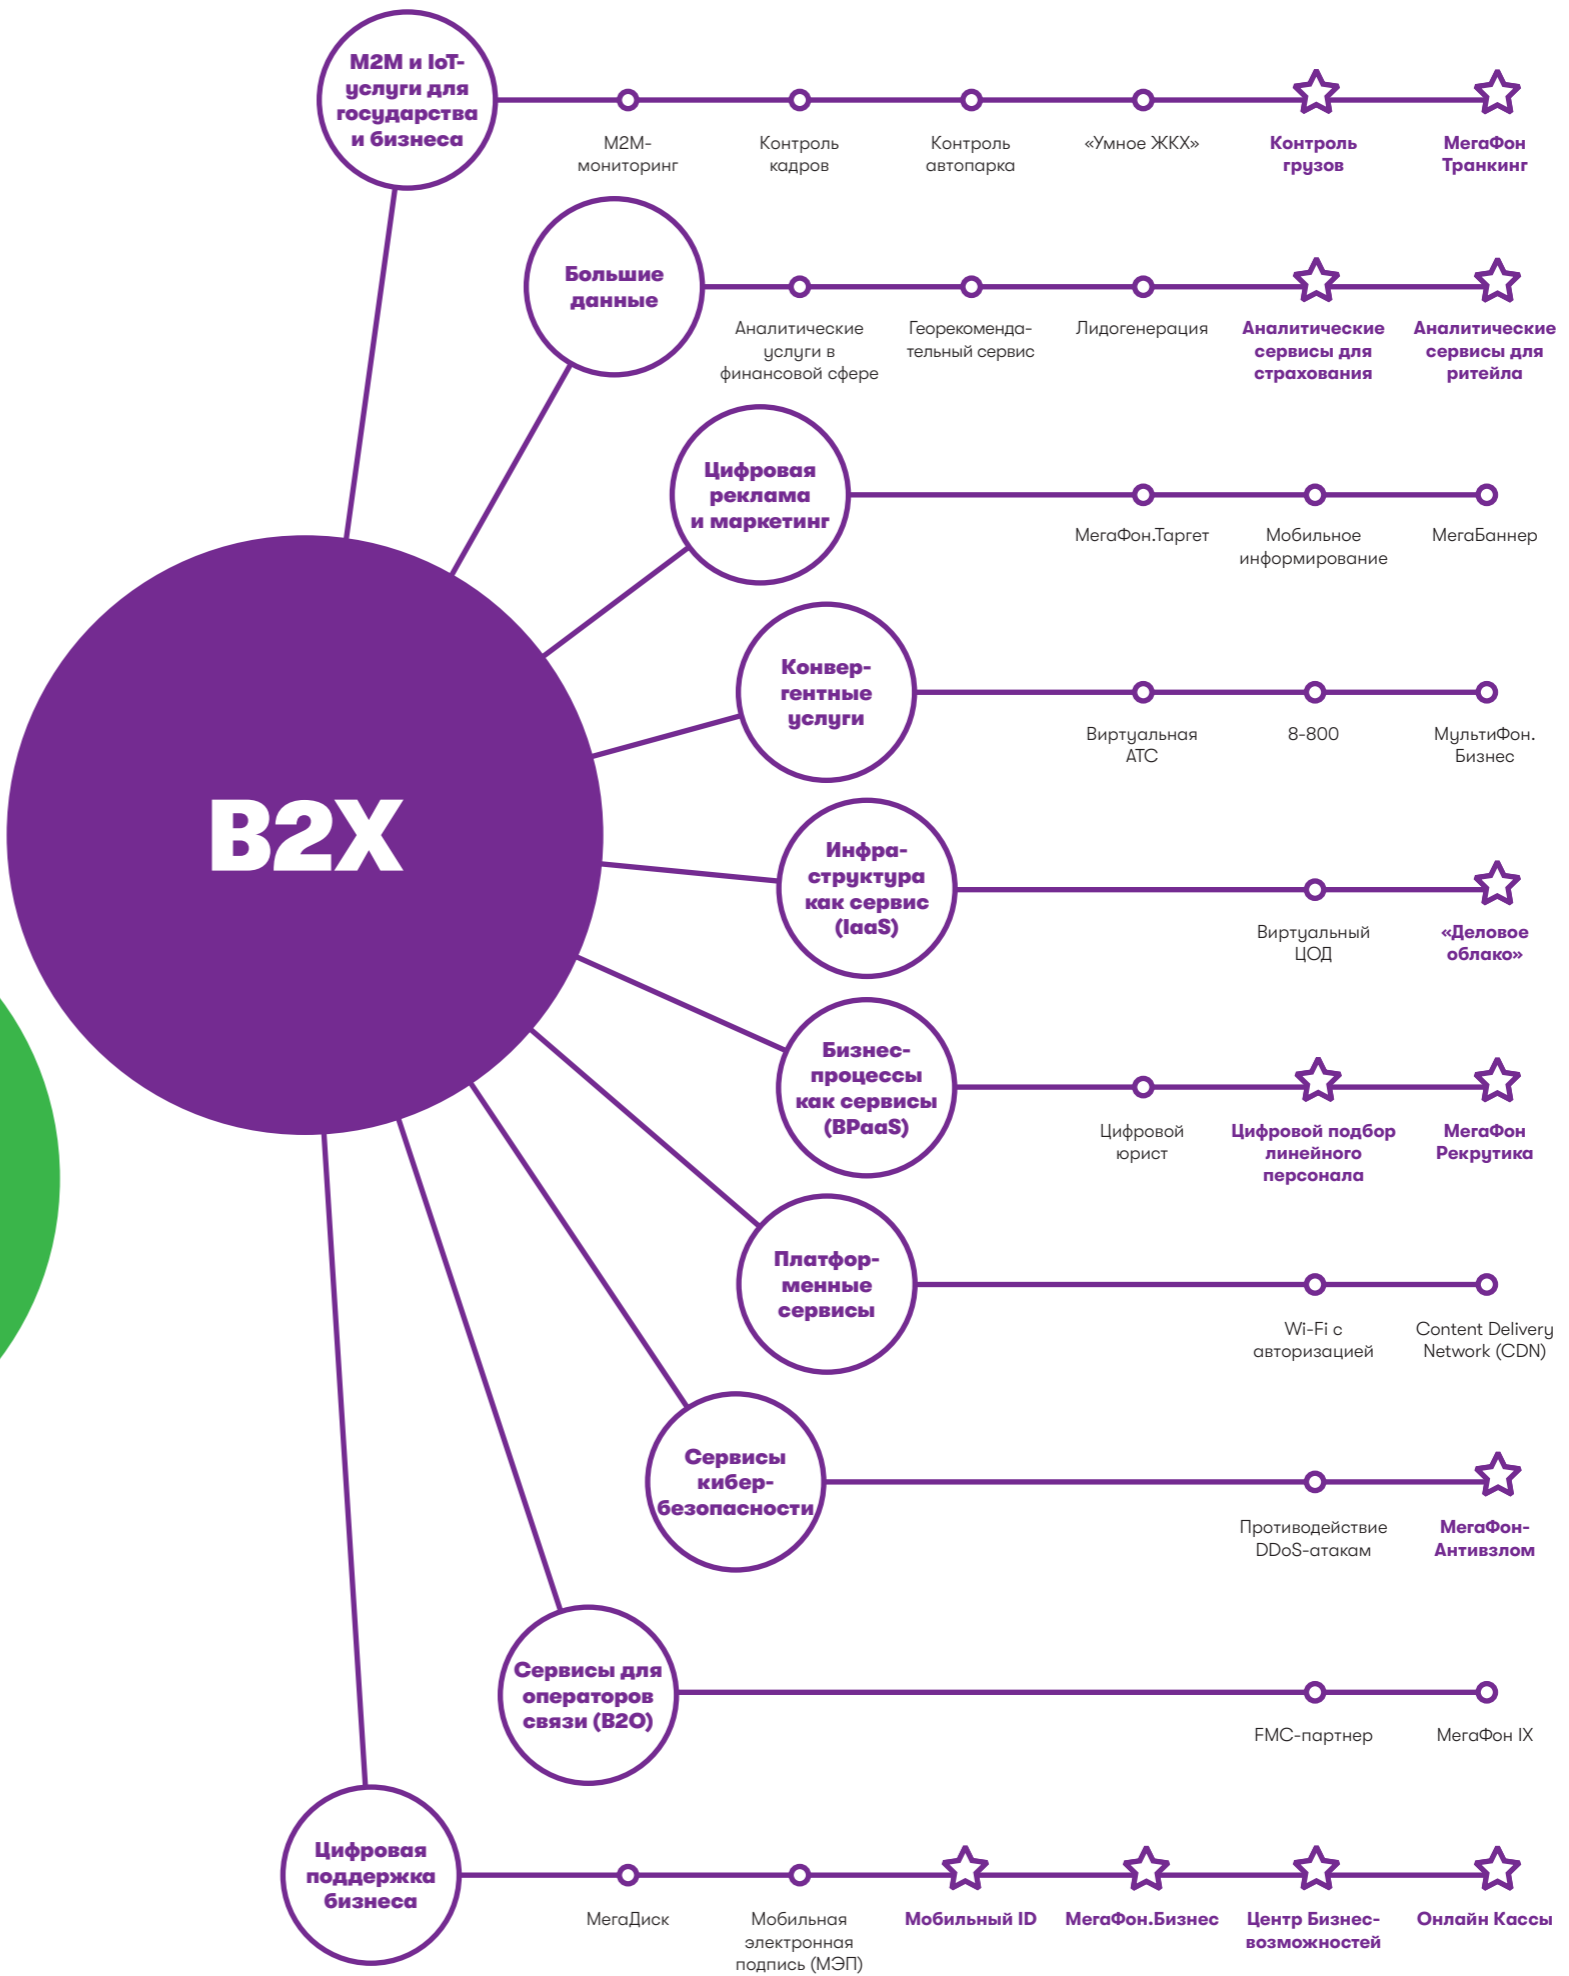 М2М и IoT-
услуги для
государства
и бизнеса
М2М-
мониторинг
Контроль
кадров
Контроль
автопарка
«Умное ЖКХ»
Контроль
грузов
МегаФон
Транкинг
Большие
данные
Аналитические
услуги в
финансовой сфере
Георекоменда-
тельный сервис
Лидогенерация
Аналитические
сервисы для
страхования
Аналитические
сервисы для
ритейла
Цифровая
реклама
и маркетинг
МегаФон.Таргет
Мобильное
информирование
МегаБаннер
Конвер-
гентные
услуги
Виртуальная
АТС
8-800
МультиФон.
Бизнес
B2X
Инфра-
структура
как сервис
(IaaS)
Виртуальный
ЦОД
«Деловое
облако»
Бизнес-
процессы
как сервисы
(BPaaS)
Цифровой
юрист
Цифровой подбор
линейного
персонала
МегаФон
Рекрутика
Платфор-
менные
сервисы
Wi-Fi с
авторизацией
Content Delivery
Network (CDN)
Сервисы
кибер-
безопасности
Противодействие
DDoS-атакам
МегаФон-
Антивзлом
Сервисы для
операторов
связи (B2O)
FMC-партнер
МегаФон IX
Цифровая
поддержка
бизнеса
МегаДиск
Мобильная
электронная
подпись (МЭП)
Мобильный ID
МегаФон.Бизнес
Центр Бизнес-
возможностей
Онлайн Кассы